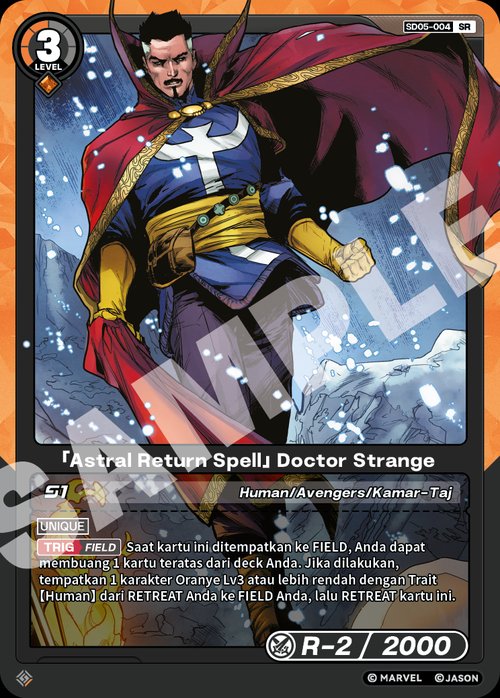 3
LEVEL
SD05-004 SR
SAMPLE
「Astral Return Spell」 Doctor Strange
S1
Human/Avengers/Kamar-Taj
UNIQUE
TRIG FIELD Saat kartu ini ditempatkan ke FIELD, Anda dapat
membuang 1 kartu teratas dari deck Anda. Jika dilakukan,
tempatkan 1 karakter Oranye Lv3 atau lebih rendah dengan Trait
【Human】 dari RETREAT Anda ke FIELD Anda, lalu RETREAT kartu ini.
R-2 / 2000
© MARVEL © JASON